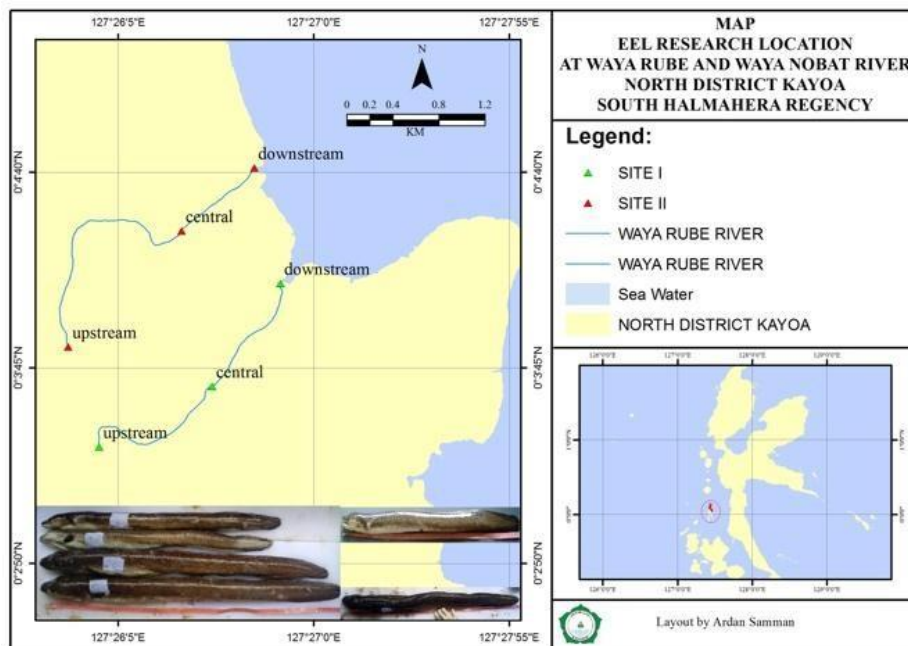 127°26'5"E
127°27'0"E
127°27'55"E
N
0 0.2 0.4 0.8 1.2
KM
0°4'40"N
0°3'45"N
0°2'50"N
downstream
central
upstream
downstream
central
upstream
127°26'5"E
127°27'0"E
127°27'55"E
MAP
EEL RESEARCH LOCATION
AT WAYA RUBE AND WAYA NOBAT RIVER
NORTH DISTRICT KAYOA
SOUTH HALMAHERA REGENCY
Legend:
SITE I
SITE II
WAYA RUBE RIVER
WAYA RUBE RIVER
Sea Water
NORTH DISTRICT KAYOA
Layout by Ardan Samman